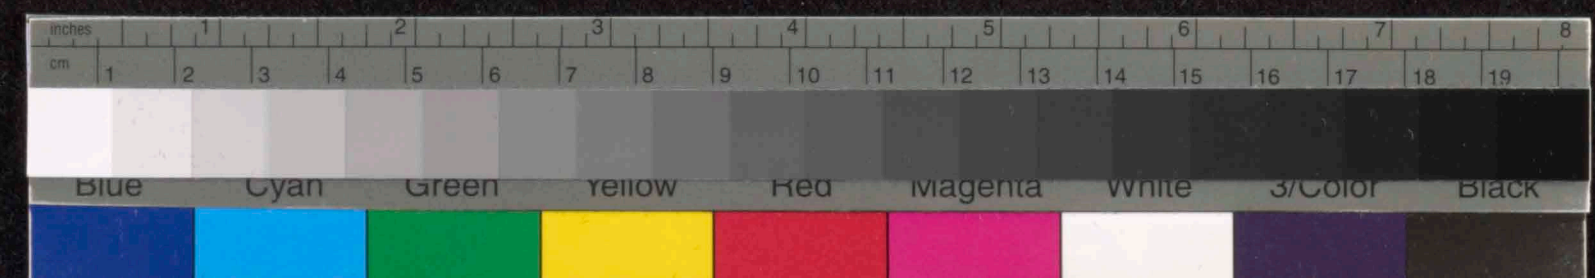 inches 1 2 3 4 5 6 7 8
cm 1 2 3 4 5 6 7 8 9 10 11 12 13 14 15 16 17 18 19
Blue Cyan Green Yellow Red Magenta White 3/Color Black